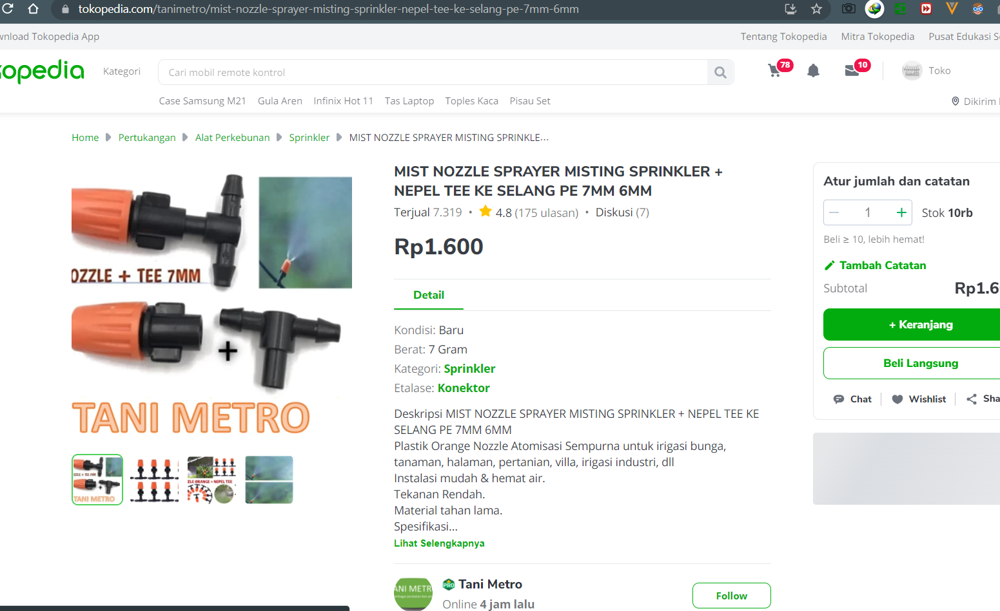 tokopedia.com/tanimetro/mist-nozzle-sprayer-misting-sprinkler-nepel-tee-ke-selang-pe-7mm-6mm
wnload Tokopedia App
Tentang Tokopedia Mitra Tokopedia Pusat Edukasi S
opedia Kategori Cari mobil remote kontrol 78 10 Toko
Case Samsung M21 Gula Aren Infinix Hot 11 Tas Laptop Toples Kaca Pisau Set
Dikirim
Home Pertukangan Alat Perkebunan Sprinkler MIST NOZZLE SPRAYER MISTING SPRINKLE...
OZZLE + TEE 7MM
+
TANI METRO
MIST NOZZLE SPRAYER MISTING SPRINKLER +
NEPEL TEE KE SELANG PE 7MM 6MM
Terjual 7.319 • 4.8 (175 ulasan) • Diskusi (7)
Rp1.600
Detail
Kondisi: Baru
Berat: 7 Gram
Kategori: Sprinkler
Etalase: Konektor
Deskripsi MIST NOZZLE SPRAYER MISTING SPRINKLER + NEPEL TEE KE
SELANG PE 7MM 6MM
Plastik Orange Nozzle Atomisasi Sempurna untuk irigasi bunga,
tanaman, halaman, pertanian, villa, irigasi industri, dll
Instalasi mudah & hemat air.
Tekanan Rendah.
Material tahan lama.
Spesifikasi...
Lihat Selengkapnya
ANI METR
PRO Tani Metro
Online 4 jam lalu
Follow
Atur jumlah dan catatan
1 Stok 10rb
Beli ≥ 10, lebih hemat!
Tambah Catatan
Subtotal Rp1.6
+ Keranjang
Beli Langsung
Chat Wishlist Sha